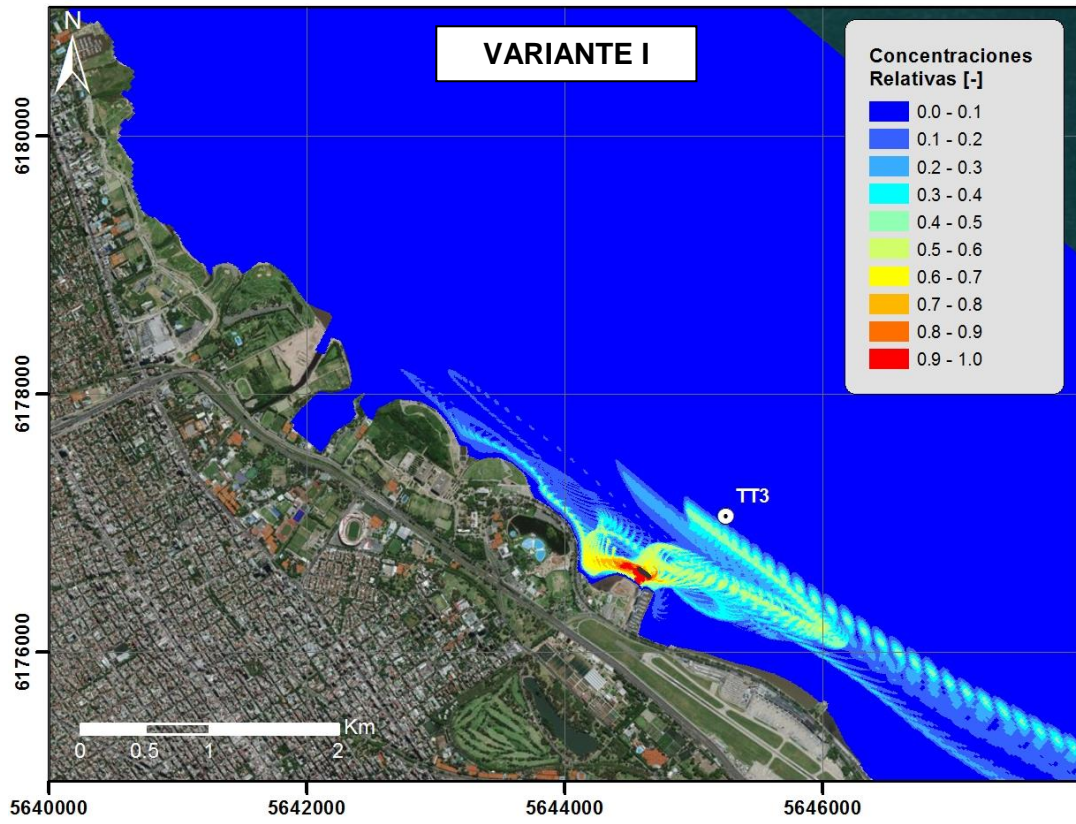 VARIANTE I
N
Concentraciones
Relativas [-]
0.0 - 0.1
0.1 - 0.2
0.2 - 0.3
0.3 - 0.4
0.4 - 0.5
0.5 - 0.6
0.6 - 0.7
0.7 - 0.8
0.8 - 0.9
0.9 - 1.0
6180000
6178000
6176000
TT3
Km
0 0.5 1 2
5640000 5642000 5644000 5646000